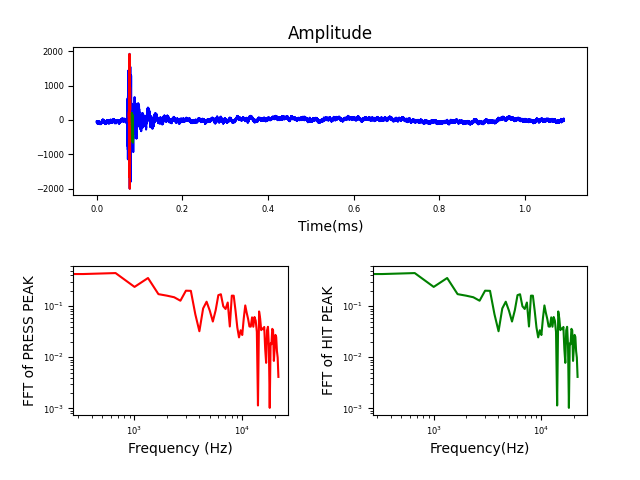 Amplitude
2000
1000
0
−1000
−2000
0.0 0.2 0.4 0.6 0.8 1.0
Time(ms)
FFT of PRESS PEAK
10⁻¹
10⁻²
10⁻³
10³ 10⁴
Frequency (Hz)
FFT of HIT PEAK
10⁻¹
10⁻²
10⁻³
10³ 10⁴
Frequency(Hz)